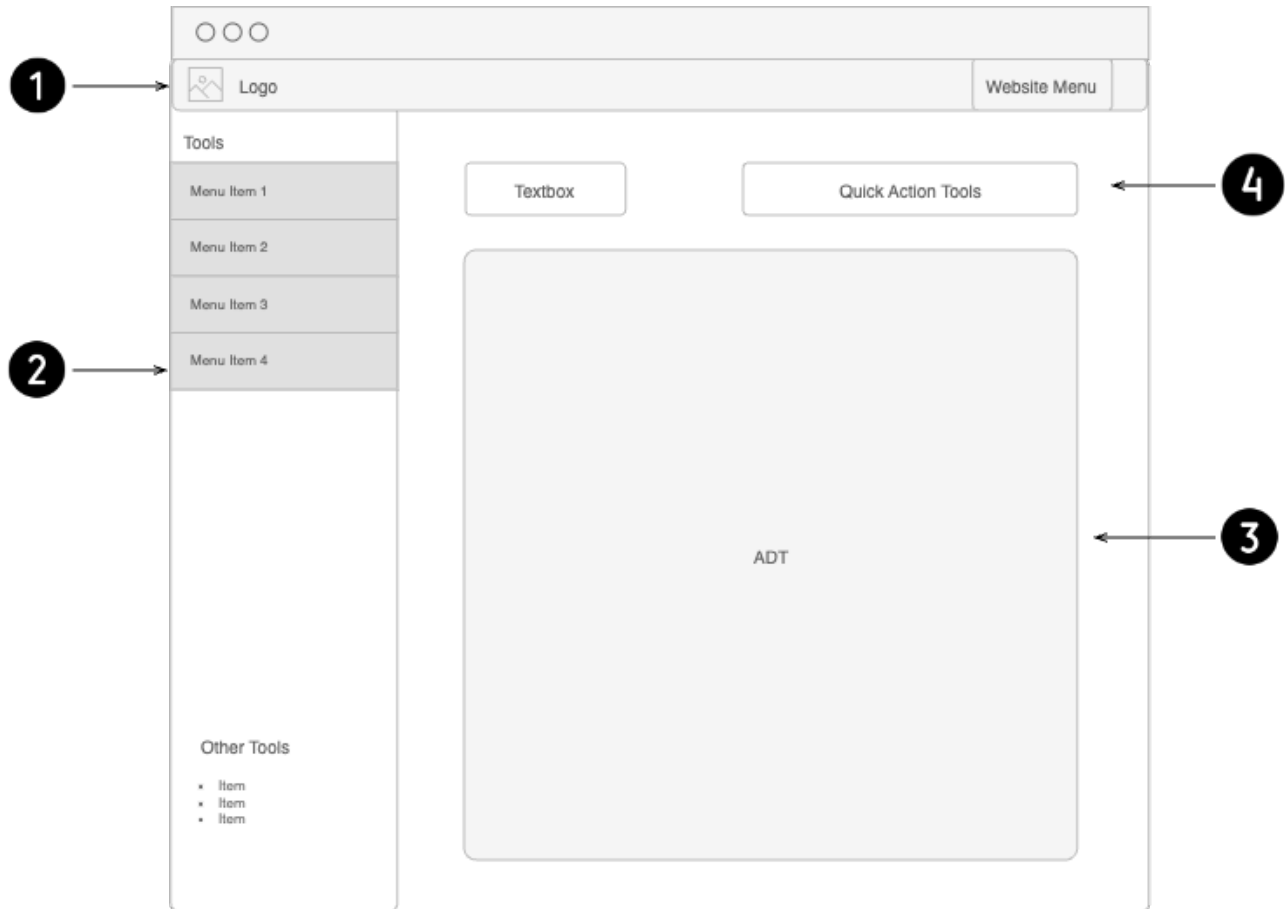 1
Logo
Website Menu
Tools
Menu Item 1
Textbox
Quick Action Tools
4
Menu Item 2
Menu Item 3
2
Menu Item 4
ADT
3
Other Tools
• Item
• Item
• Item